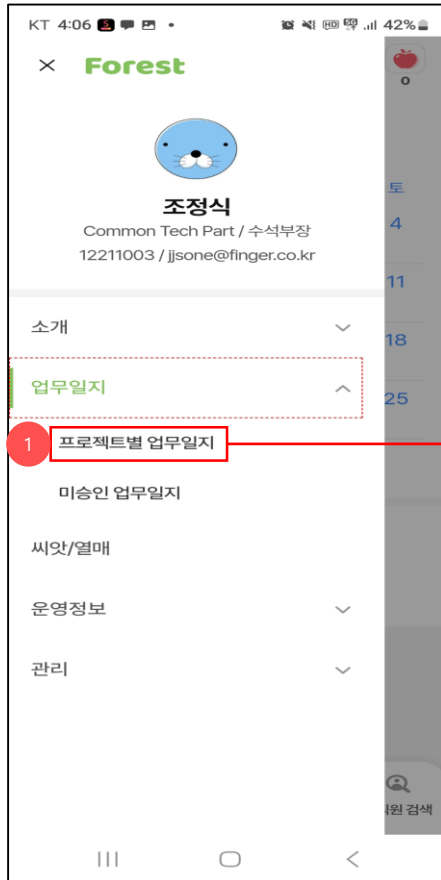 KT 4:06
42%
Forest
0
조정식
Common Tech Part / 수석부장
12211003 / jjsone@finger.co.kr
토
4
11
18
25
소개
업무일지
1 프로젝트별 업무일지
미승인 업무일지
씨앗/열매
운영정보
관리
직원 검색